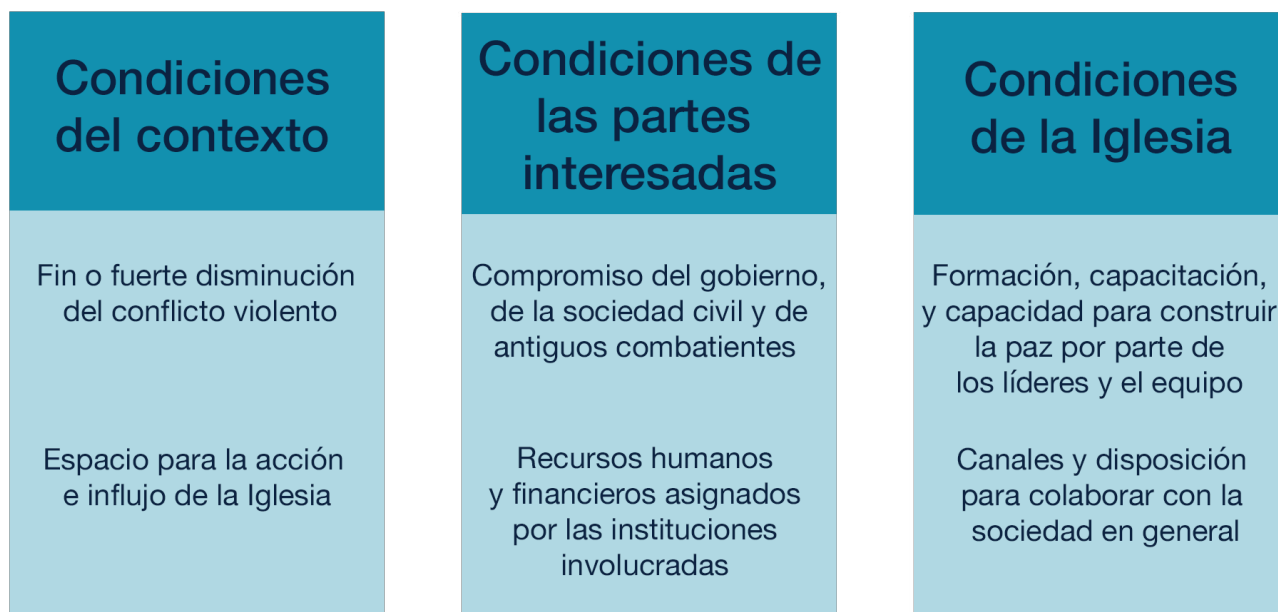 Condiciones
del contexto
Fin o fuerte disminución
del conflicto violento
Espacio para la acción
e influjo de la Iglesia
Condiciones de
las partes
interesadas
Compromiso del gobierno,
de la sociedad civil y de
antiguos combatientes
Recursos humanos
y financieros asignados
por las instituciones
involucradas
Condiciones
de la Iglesia
Formación, capacitación,
y capacidad para construir
la paz por parte de
los líderes y el equipo
Canales y disposición
para colaborar con la
sociedad en general